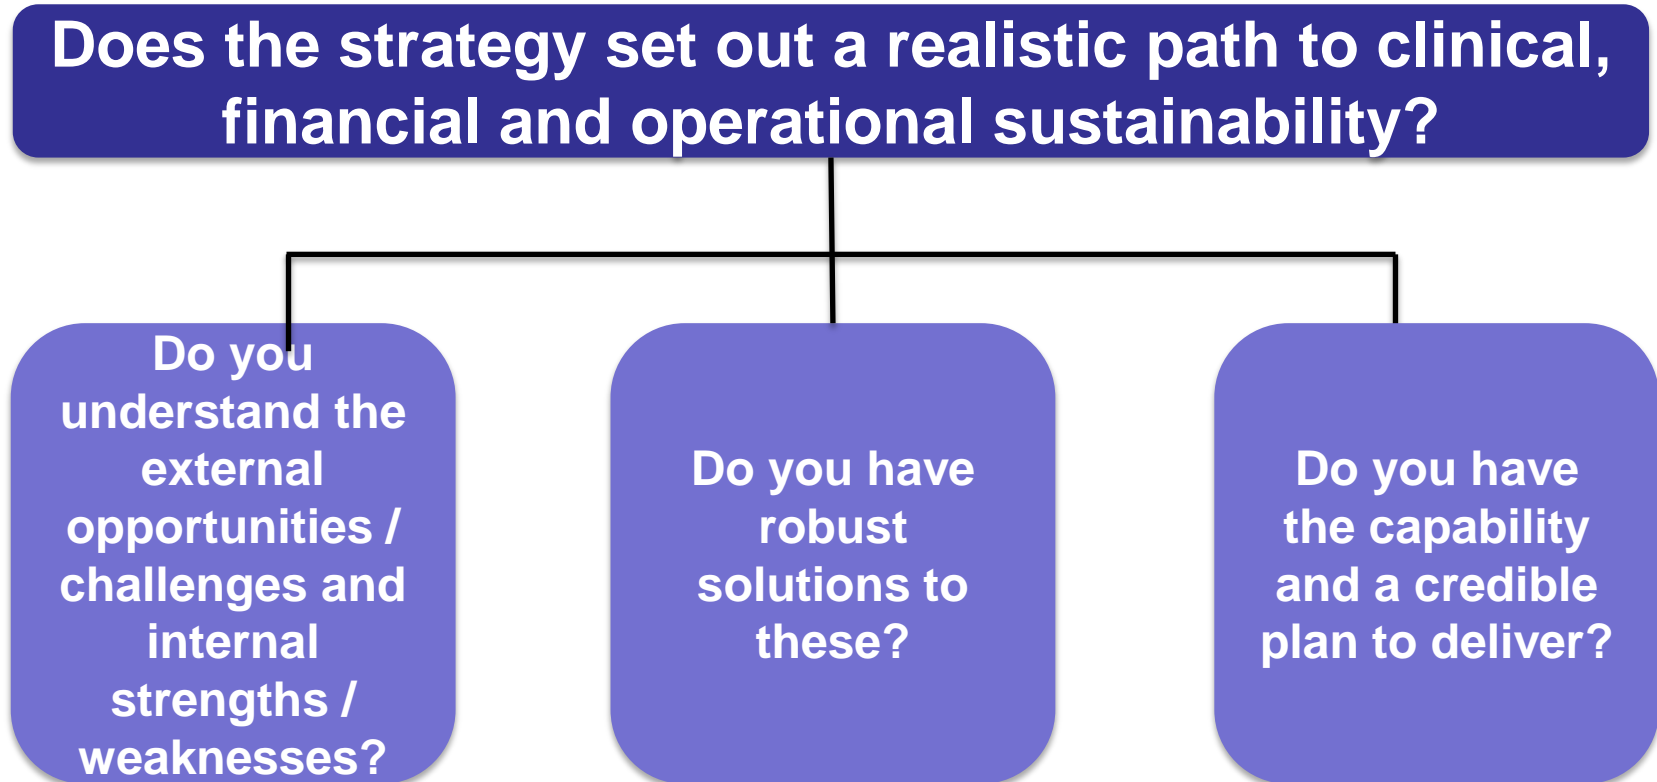 Does the strategy set out a realistic path to clinical,
financial and operational sustainability?
Do you
understand the
external
opportunities /
challenges and
internal
strengths /
weaknesses?
Do you have
robust
solutions to
these?
Do you have
the capability
and a credible
plan to deliver?